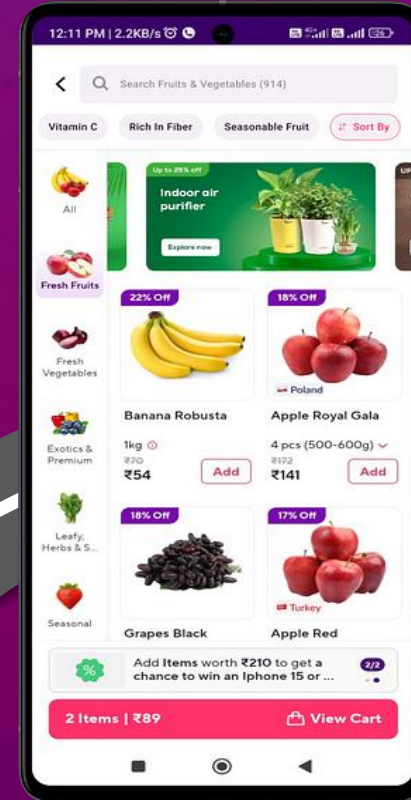 12:11 PM | 2.2KB/s
26
Search Fruits & Vegetables (914)
Vitamin C
Rich In Fiber
Seasonable Fruit
Sort By
All
Fresh Fruits
Fresh
Vegetables
Exotics &
Premium
Leafy,
Herbs & S...
Seasonal
Up to 25% off
Indoor air
purifier
Explore now
UP
22% Off
Banana Robusta
1kg
₹70
₹54
Add
18% Off
Poland
Apple Royal Gala
4 pcs (500-600g)
₹172
₹141
Add
18% Off
Grapes Black
17% Off
Turkey
Apple Red
%
Add Items worth ₹210 to get a
chance to win an Iphone 15 or ...
2/2
2 Items | ₹89
View Cart